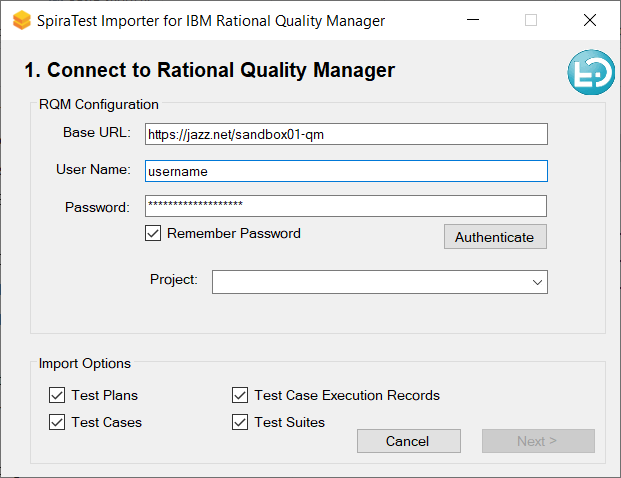 SpiraTest Importer for IBM Rational Quality Manager
1. Connect to Rational Quality Manager
RQM Configuration
Base URL: https://jazz.net/sandbox01-qm
User Name: username
Password: *******************
Remember Password
Authenticate
Project:
Import Options
Test Plans
Test Case Execution Records
Test Cases
Test Suites
Cancel
Next >